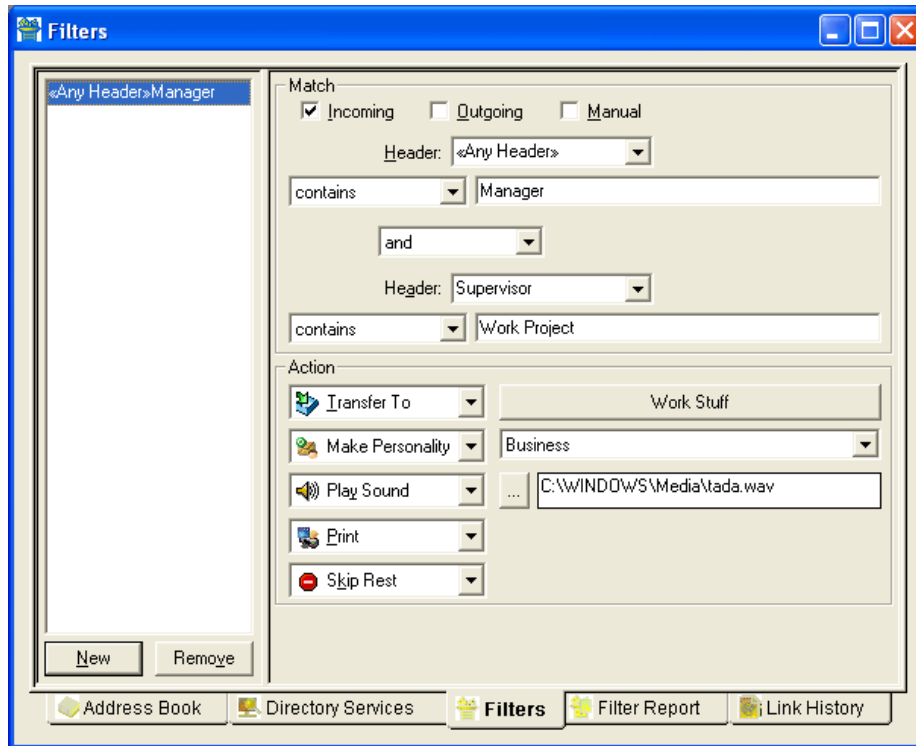 Filters
«Any Header»Manager
Match
Incoming Outgoing Manual
Header: «Any Header»
contains Manager
and
Header: Supervisor
contains Work Project
Action
Transfer To Work Stuff
Make Personality Business
Play Sound ... C:\WINDOWS\Media\tada.wav
Print
Skip Rest
New Remove
Address Book Directory Services Filters Filter Report Link History